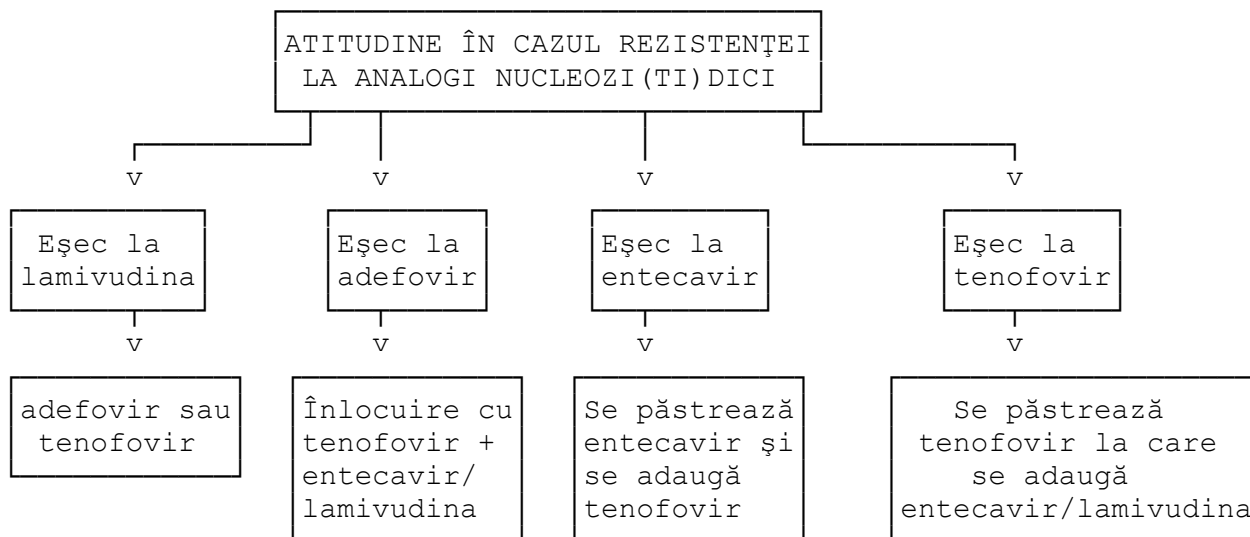 ATITUDINE ÎN CAZUL REZISTENŢEI
LA ANALOGI NUCLEOZI(TI)DICI
v
v
v
v
Eşec la
lamivudina
Eşec la
adefovir
Eşec la
entecavir
Eşec la
tenofovir
v
v
v
v
adefovir sau
tenofovir
Înlocuire cu
tenofovir +
entecavir/
lamivudina
Se păstrează
entecavir şi
se adaugă
tenofovir
Se păstrează
tenofovir la care
se adaugă
entecavir/lamivudina